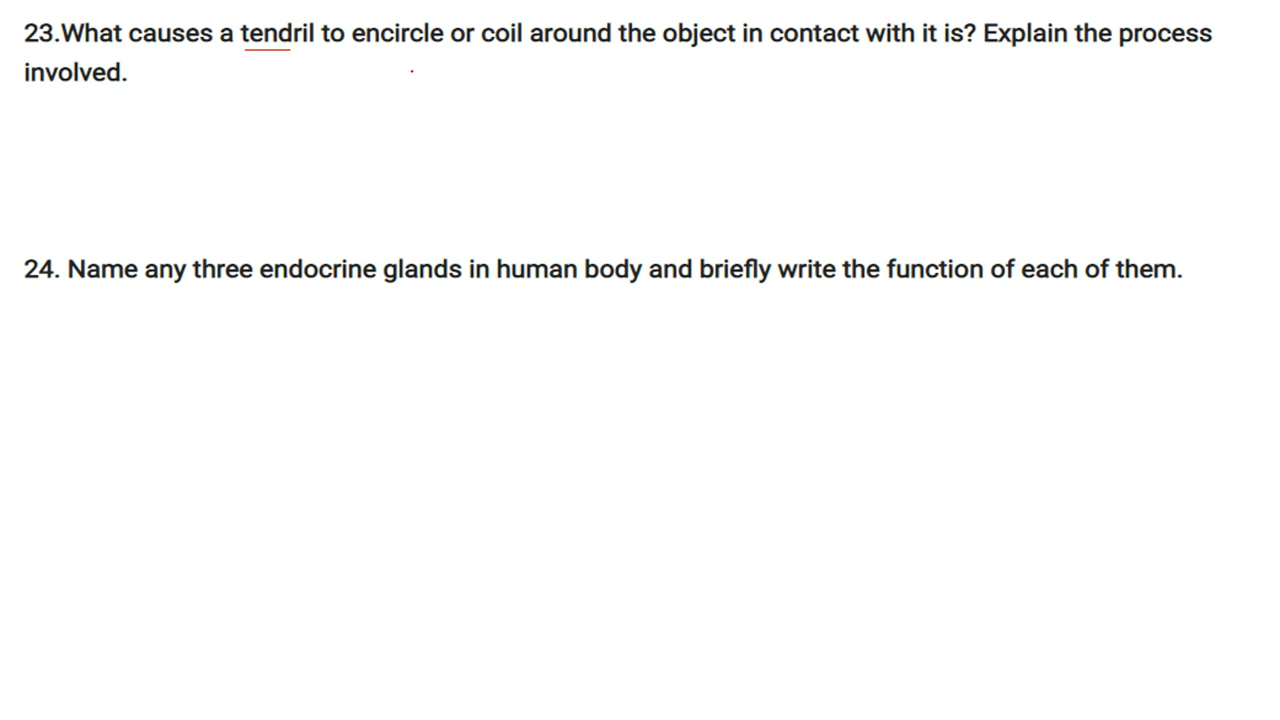 23.What causes a tendril to encircle or coil around the object in contact with it is? Explain the process
involved.
24. Name any three endocrine glands in human body and briefly write the function of each of them.